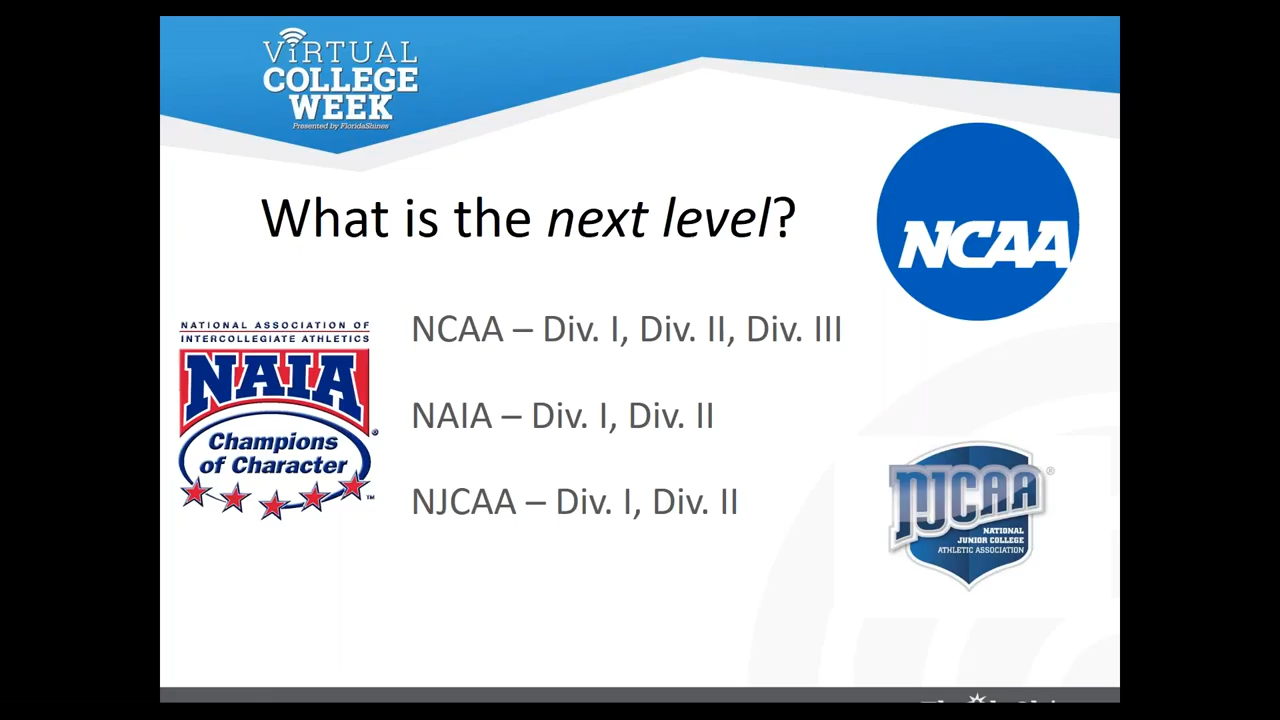 ViRTUAL
COLLEGE
WEEK
Presented by FloridaShines
NCAA
What is the next level?
NATIONAL ASSOCIATION OF
INTERCOLLEGIATE ATHLETICS
NAIA
Champions
of Character
NCAA – Div. I, Div. II, Div. III
NAIA – Div. I, Div. II
NJCAA – Div. I, Div. II
NJCAA
NATIONAL
JUNIOR COLLEGE
ATHLETIC ASSOCIATION